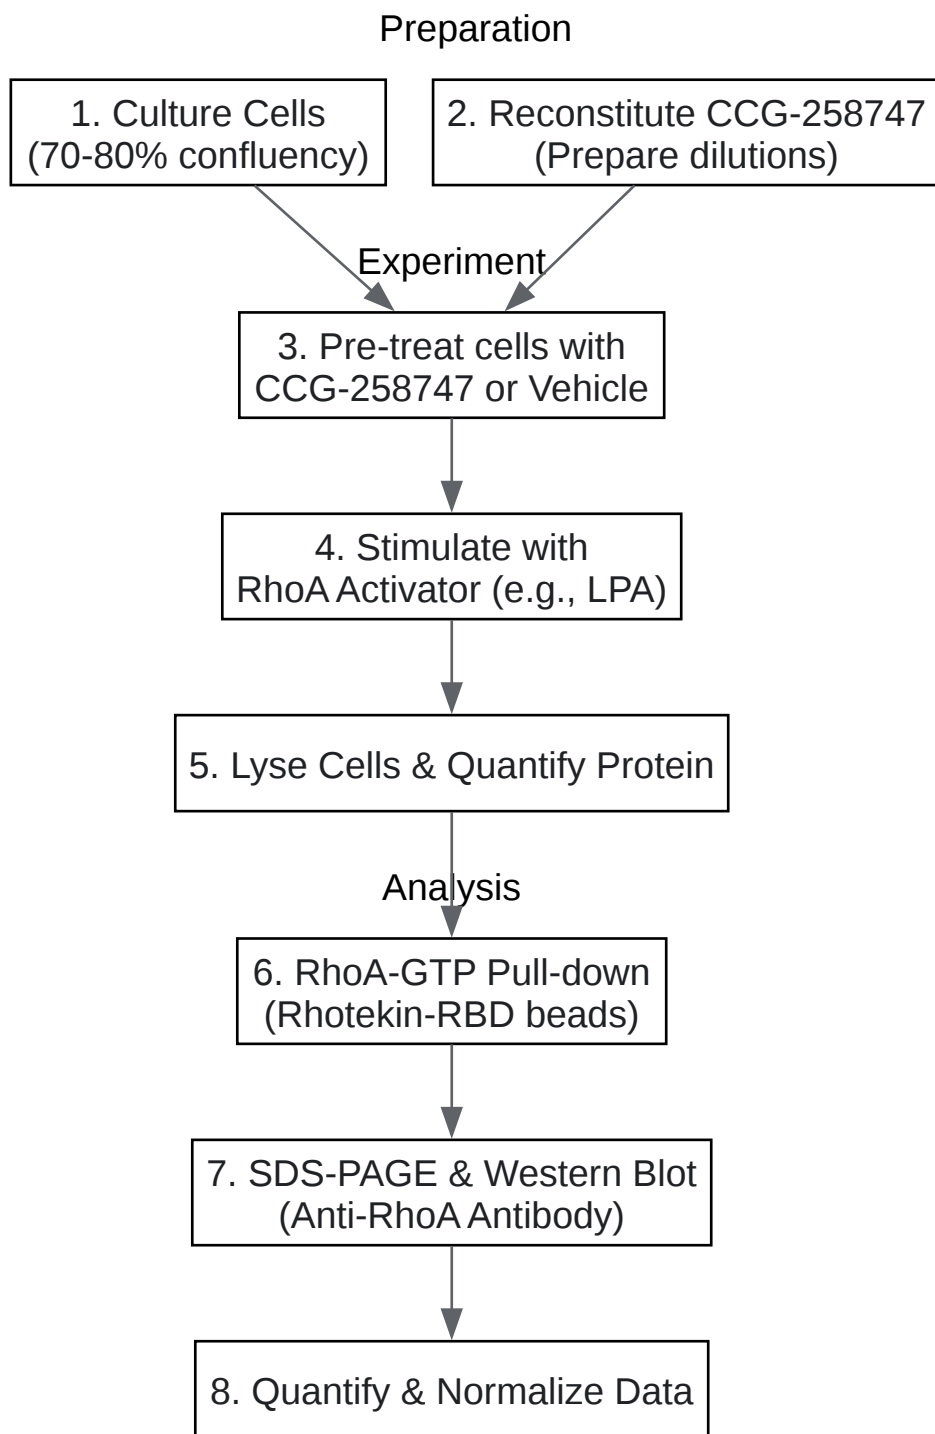 Preparation
1. Culture Cells
(70-80% confluency)
2. Reconstitute CCG-258747
(Prepare dilutions)
Experiment
3. Pre-treat cells with
CCG-258747 or Vehicle
4. Stimulate with
RhoA Activator (e.g., LPA)
5. Lyse Cells & Quantify Protein
Analysis
6. RhoA-GTP Pull-down
(Rhotekin-RBD beads)
7. SDS-PAGE & Western Blot
(Anti-RhoA Antibody)
8. Quantify & Normalize Data